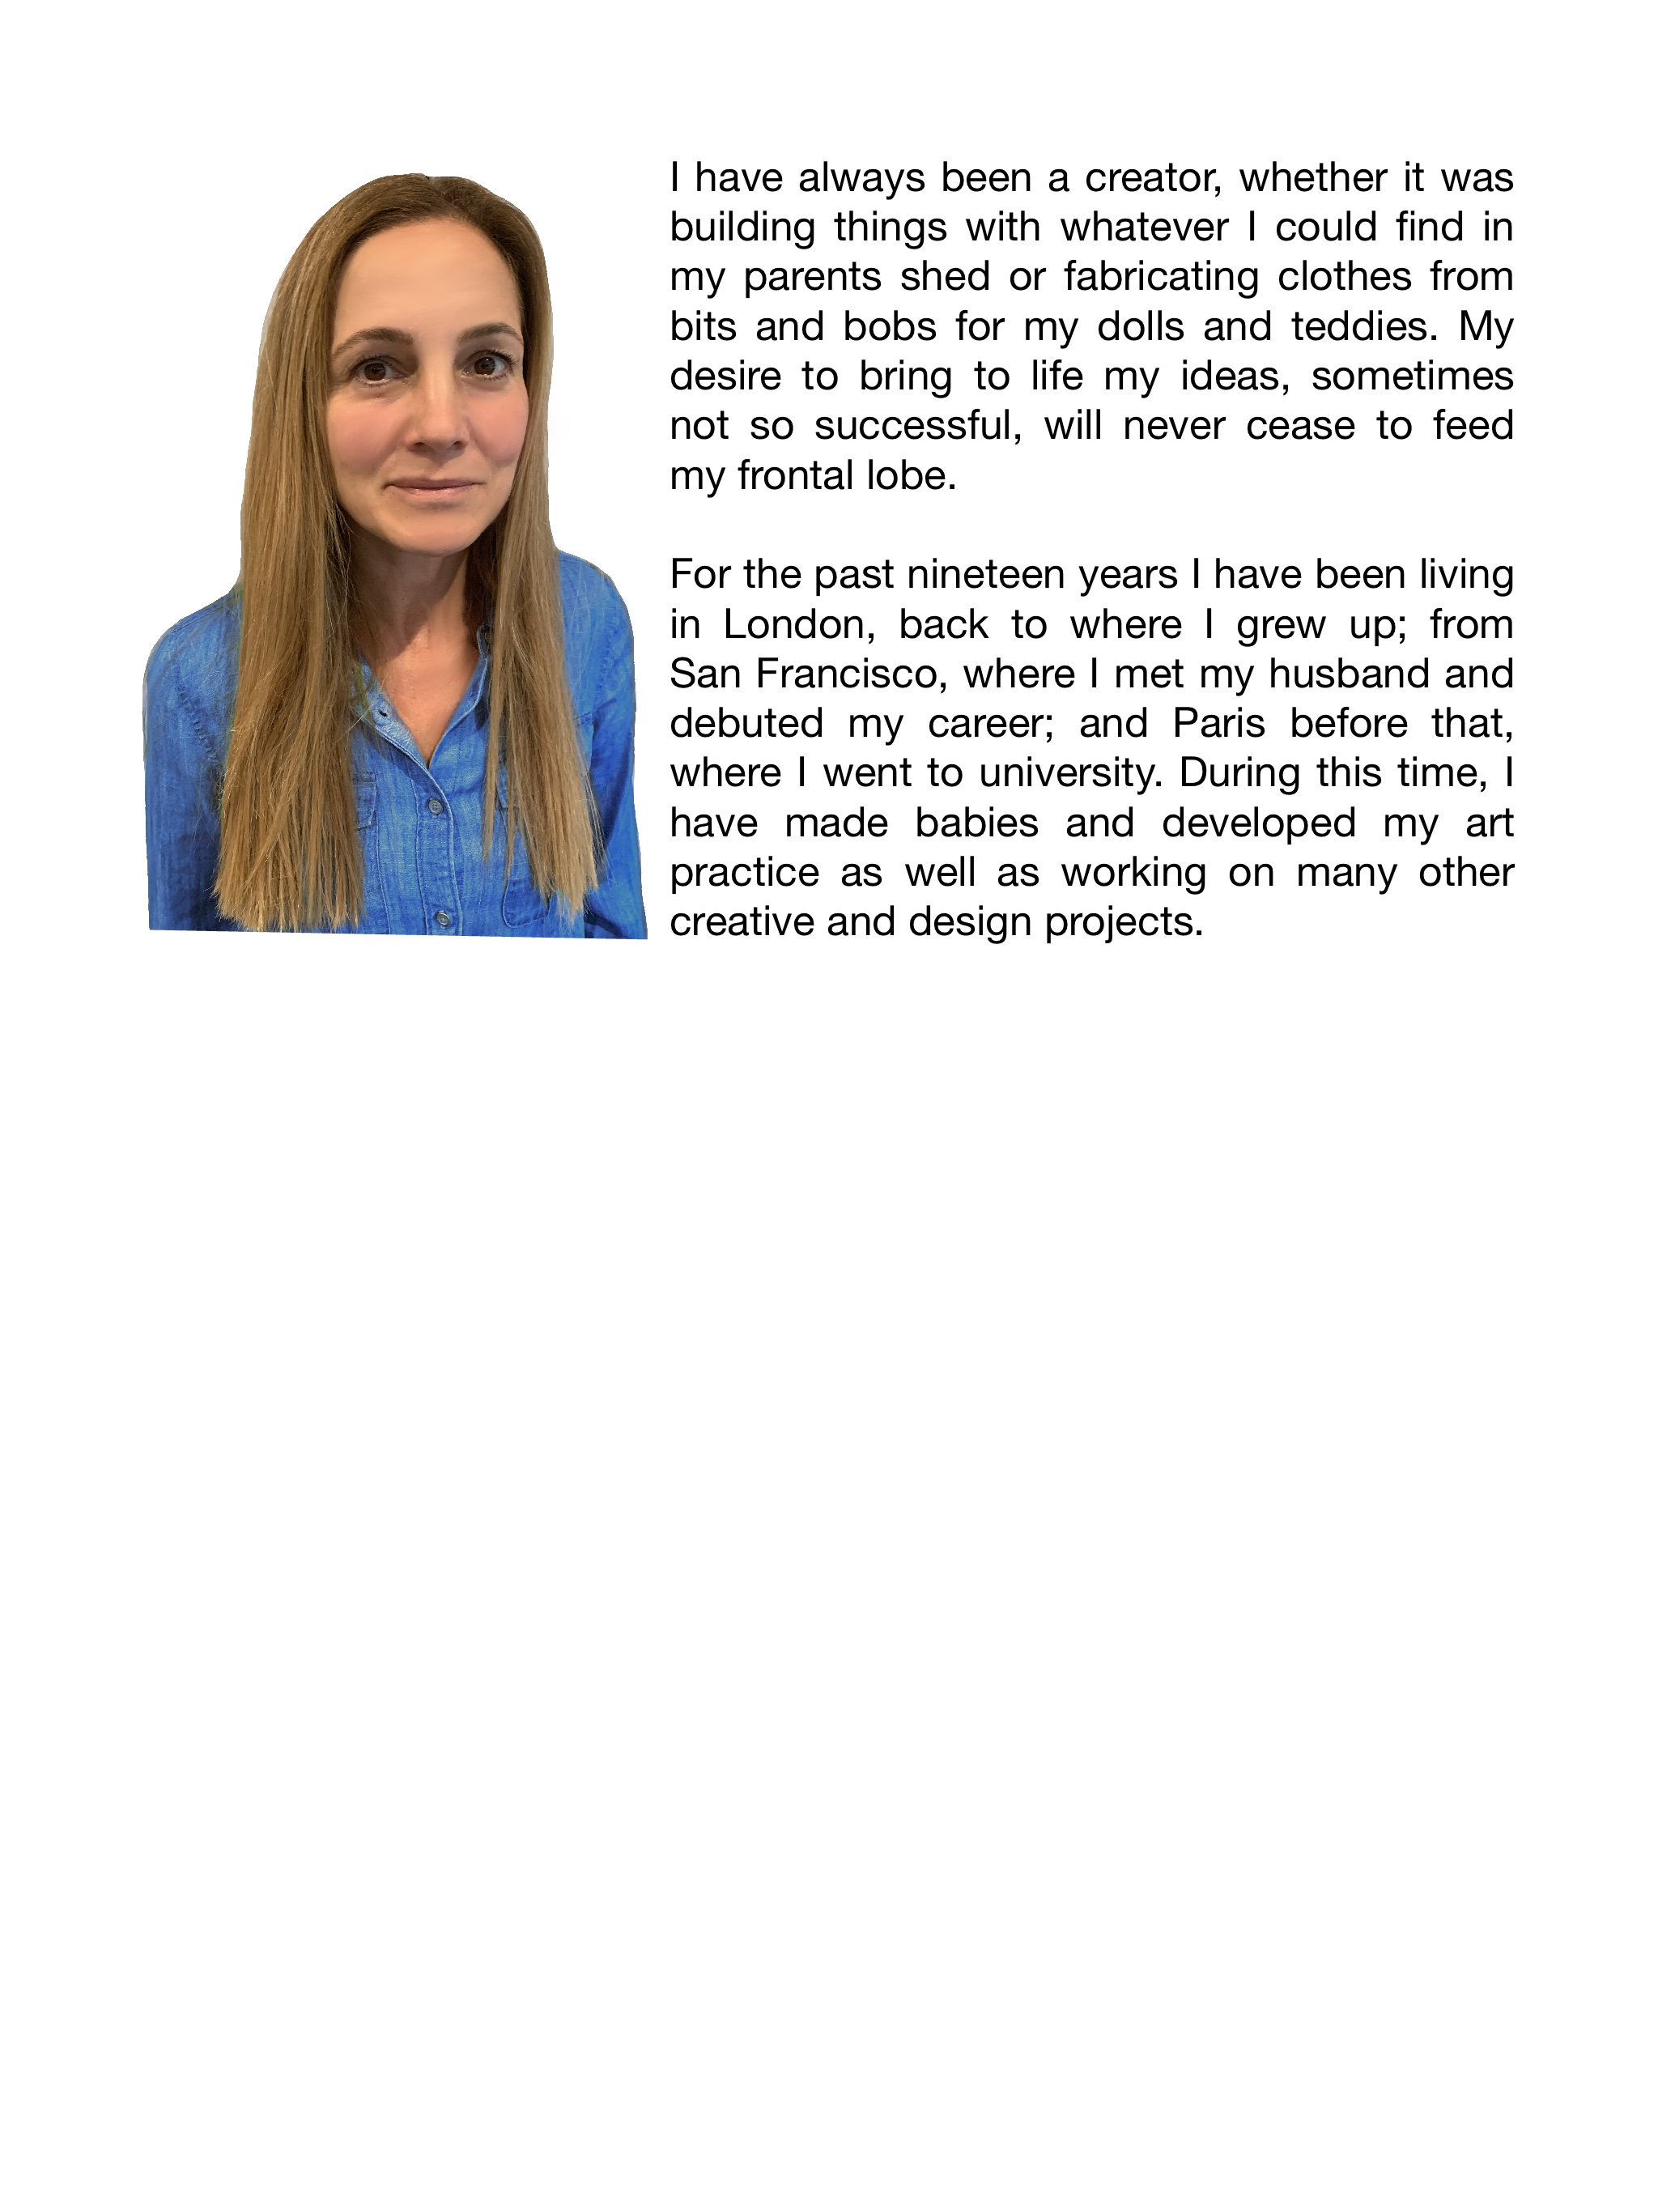 I have always been a creator, whether it was
building things with whatever I could find in
my parents shed or fabricating clothes from
bits and bobs for my dolls and teddies. My
desire to bring to life my ideas, sometimes
not so successful, will never cease to feed
my frontal lobe.
For the past nineteen years I have been living
in London, back to where I grew up; from
San Francisco, where I met my husband and
debuted my career; and Paris before that,
where I went to university. During this time, I
have made babies and developed my art
practice as well as working on many other
creative and design projects.